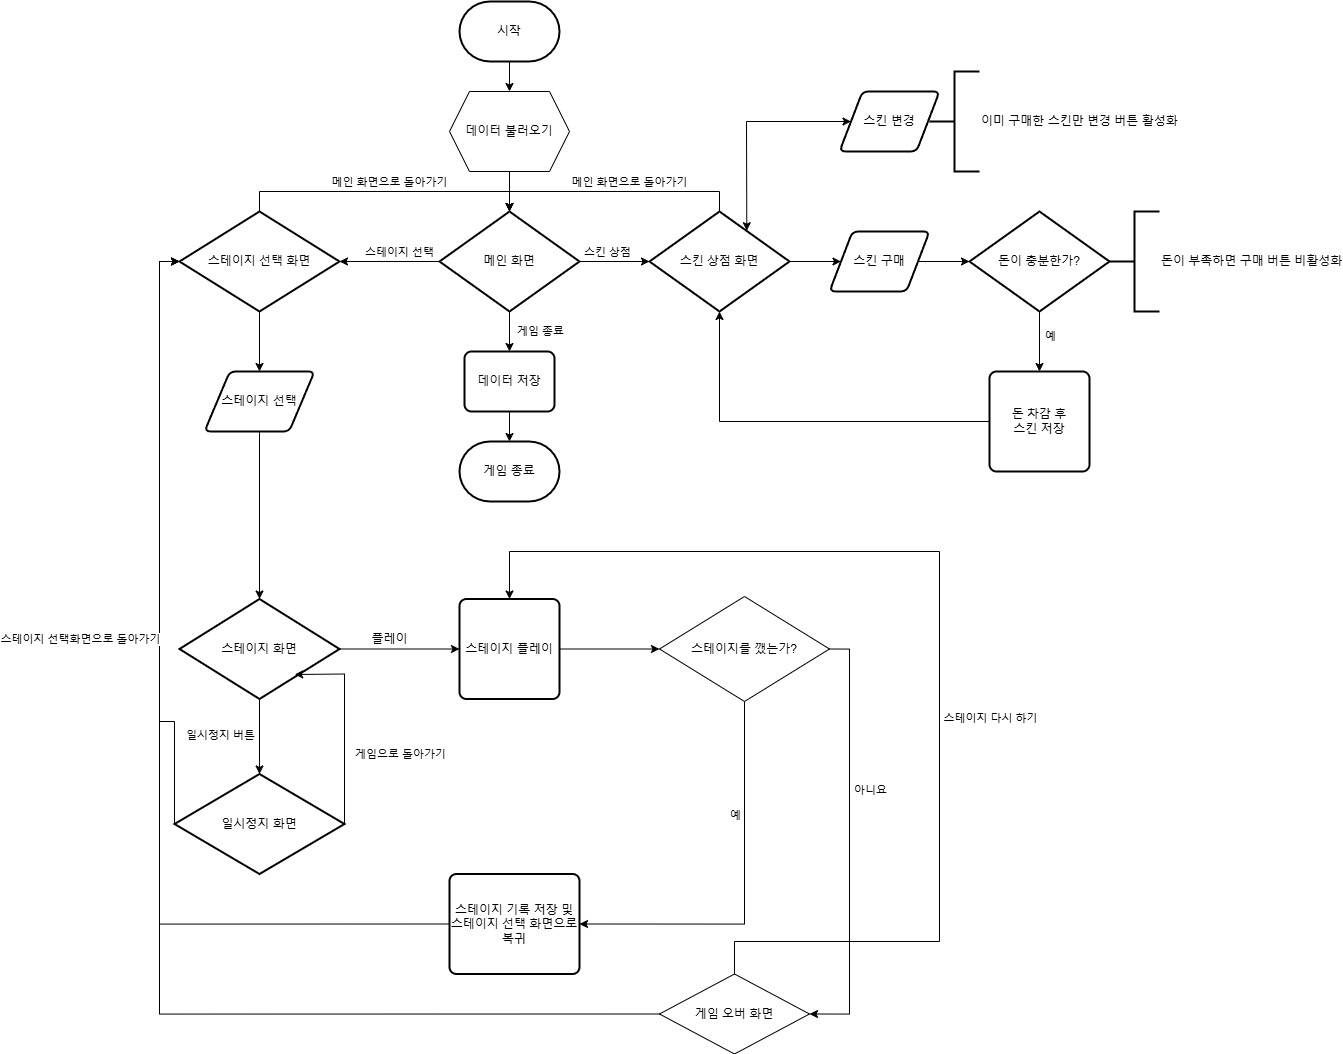 시작
데이터 불러오기
스킨 변경
이미 구매한 스킨만 변경 버튼 활성화
메인 화면으로 돌아가기
메인 화면으로 돌아가기
스테이지 선택 화면
스테이지 선택
메인 화면
스킨 상점
스킨 상점 화면
스킨 구매
돈이 충분한가?
돈이 부족하면 구매 버튼 비활성화
게임 종료
예
데이터 저장
스테이지 선택
돈 차감 후
스킨 저장
게임 종료
스테이지 선택화면으로 돌아가기
스테이지 화면
플레이
스테이지 플레이
스테이지를 깼는가?
스테이지 다시 하기
일시정지 버튼
게임으로 돌아가기
아니요
예
일시정지 화면
스테이지 기록 저장 및
스테이지 선택 화면으로
복귀
게임 오버 화면